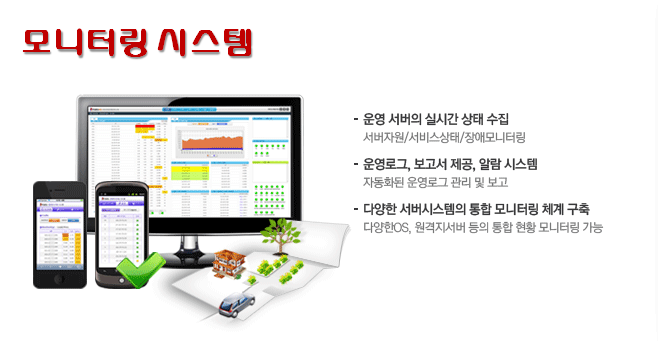 모니터링 시스템
- 운영 서버의 실시간 상태 수집
서버자원/서비스상태/장애모니터링
- 운영로그, 보고서 제공, 알람 시스템
자동화된 운영로그 관리 및 보고
- 다양한 서버시스템의 통합 모니터링 체계 구축
다양한OS, 원격지서버 등의 통합 현황 모니터링 가능